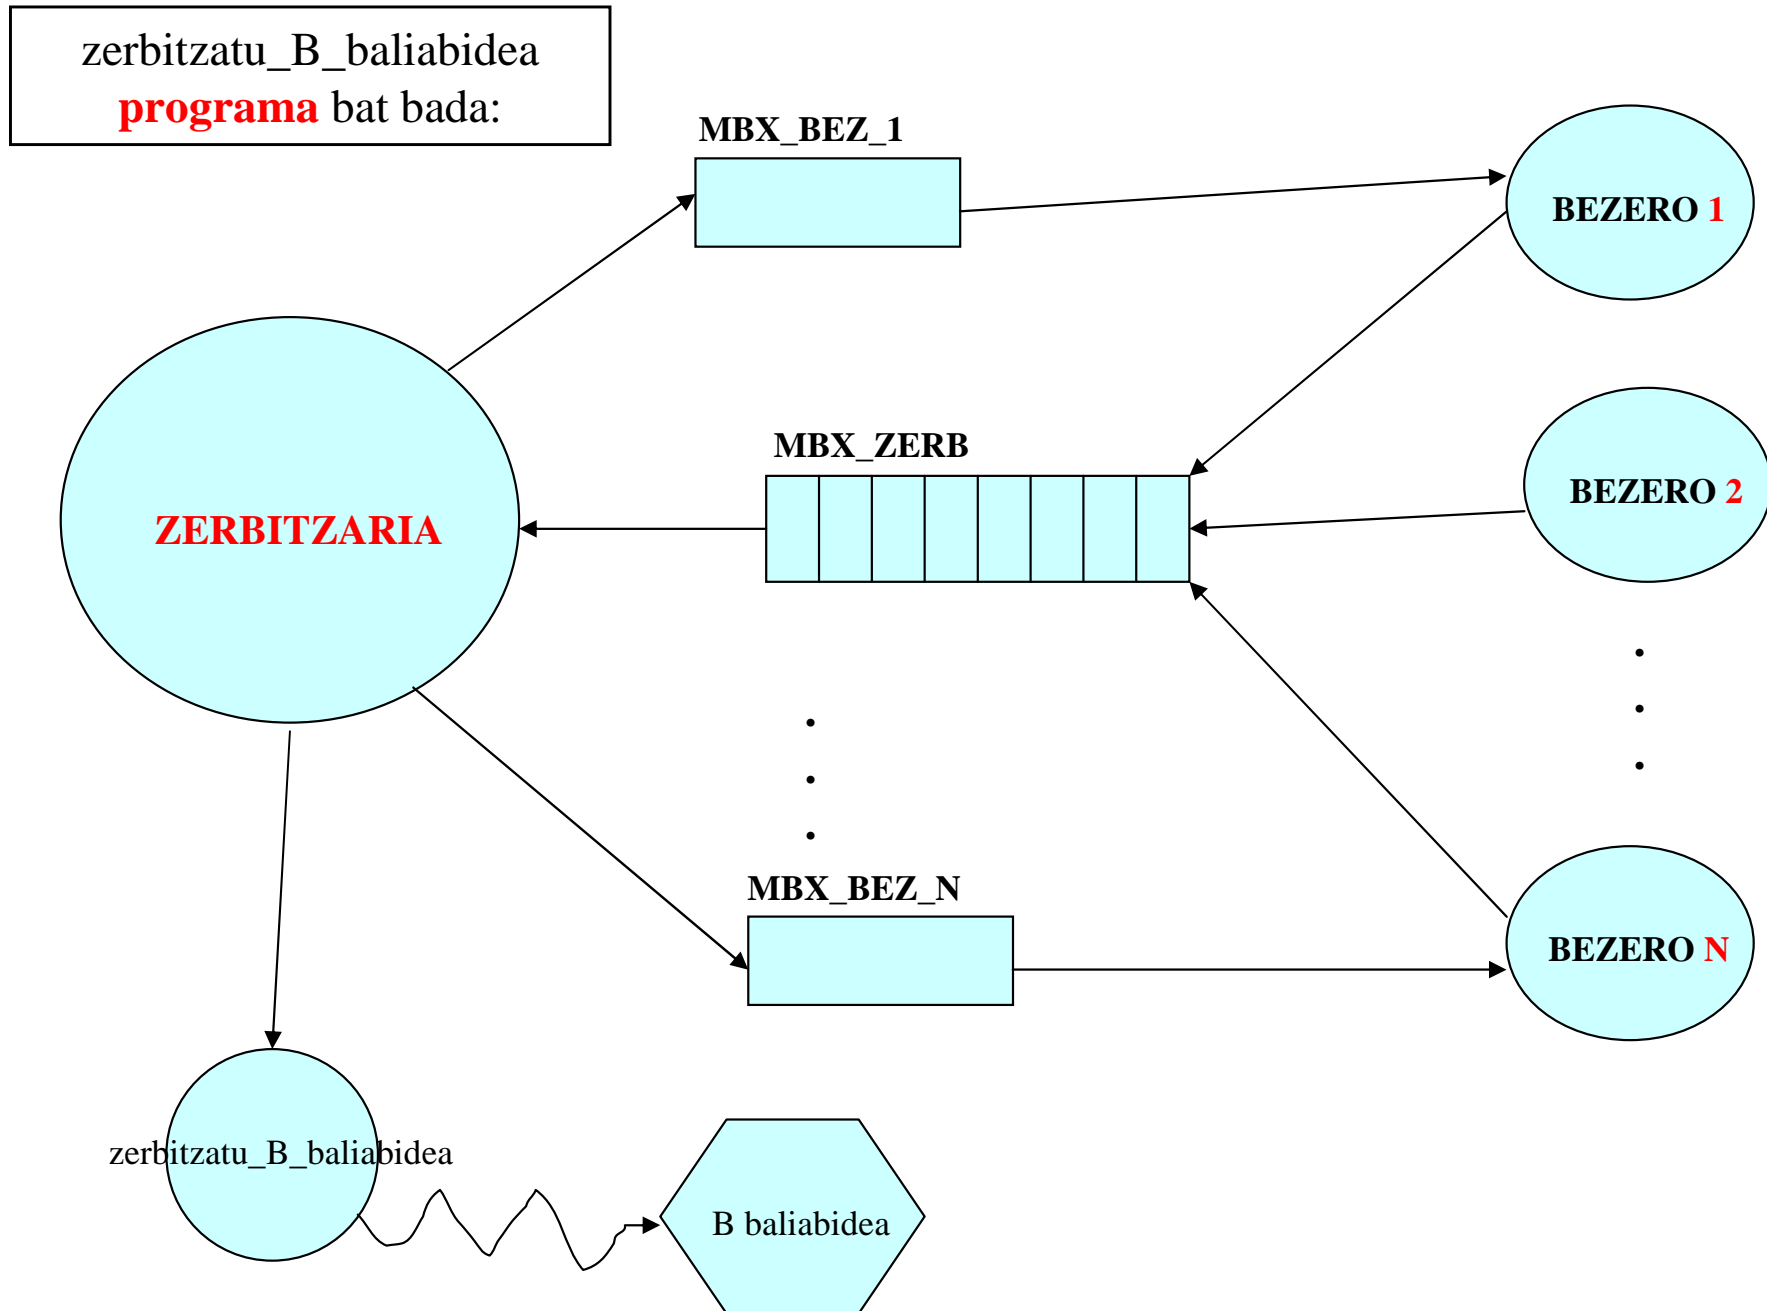 zerbitzatu_B_baliabidea
programa bat bada:
MBX_BEZ_1
BEZERO 1
MBX_ZERB
BEZERO 2
ZERBITZARIA
MBX_BEZ_N
BEZERO N
zerbitzatu_B_baliabidea
B baliabidea